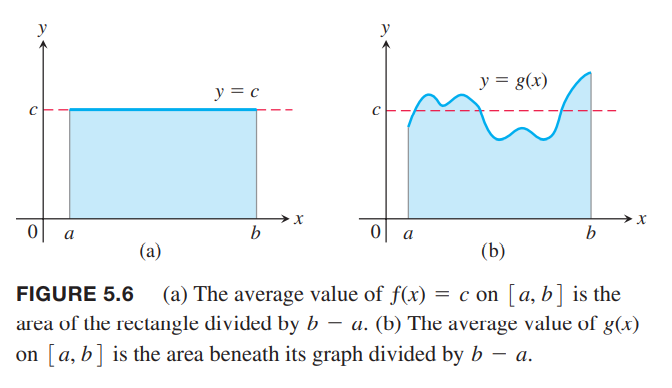 y
y = c
c
0
a
b
x
(a)
y
y = g(x)
c
0
a
b
x
(b)
FIGURE 5.6 (a) The average value of f(x) = c on [a, b] is the
area of the rectangle divided by b − a. (b) The average value of g(x)
on [a, b] is the area beneath its graph divided by b − a.